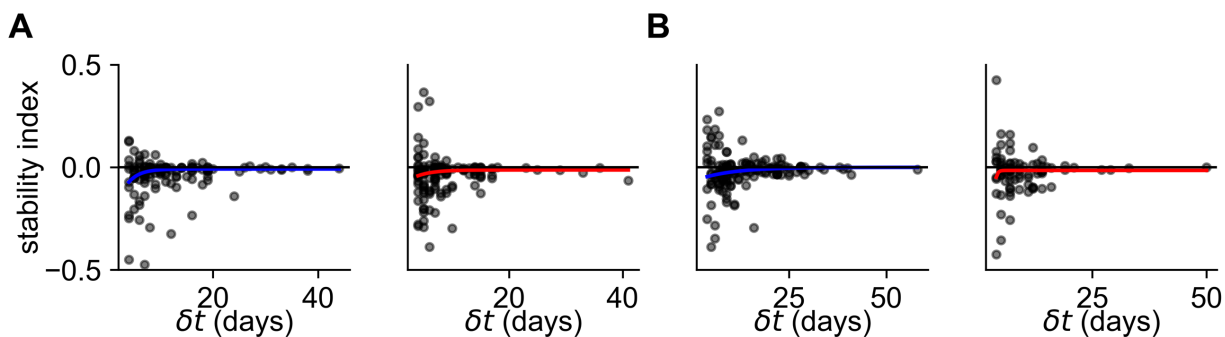 A
B
stability index
0.5
0.0
−0.5
20 40
20 40
25 50
25 50
δt (days)
δt (days)
δt (days)
δt (days)